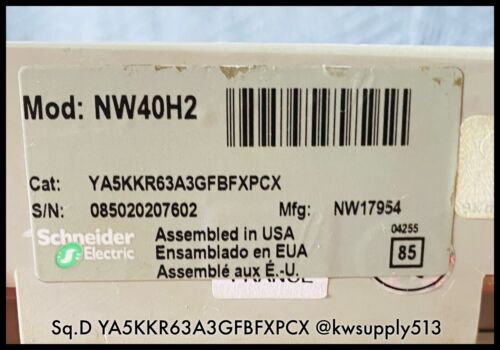 Mod: NW40H2
Cat: YA5KKR63A3GFBFXPCX
S/N: 085020207602 Mfg: NW17954
Schneider Electric
Assembled in USA
Ensamblado en EUA
Assemblé aux É.-U.
04255
85
FRANCE
Sq.D YA5KKR63A3GFBFXPCX @kwsupply513